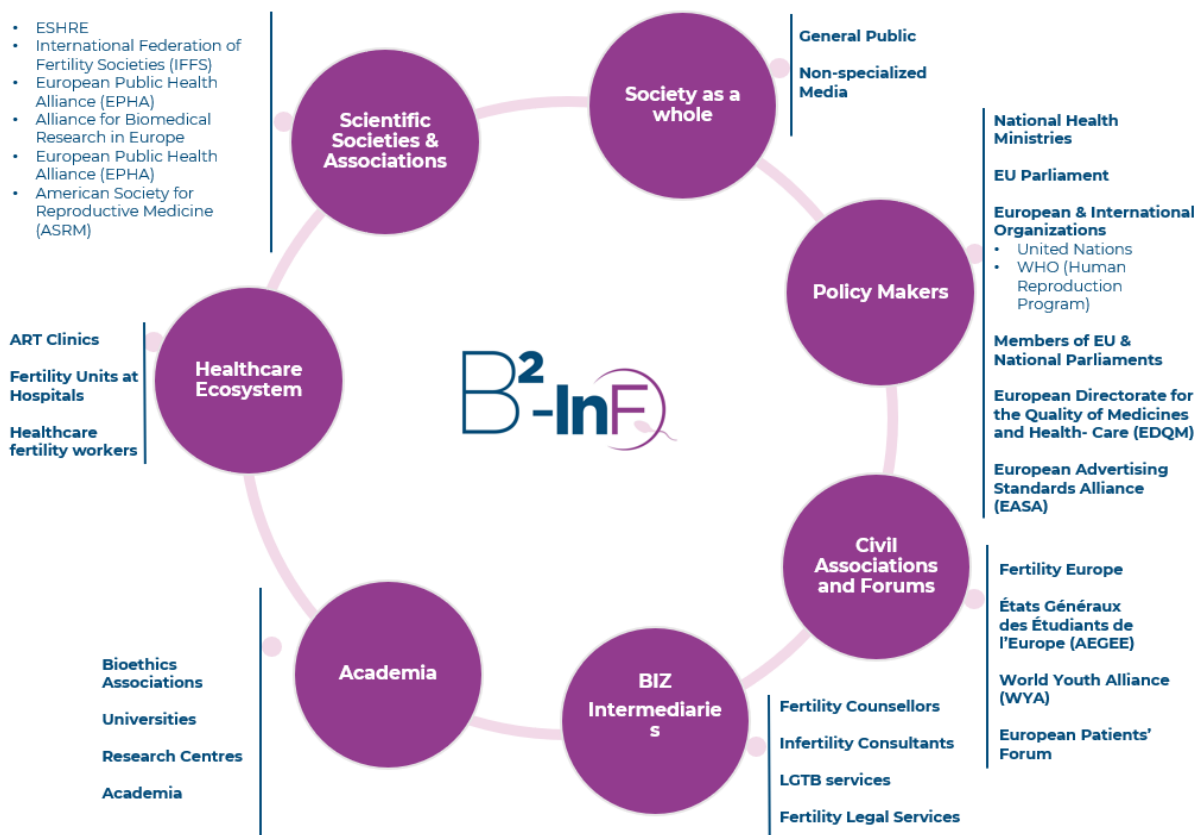 • ESHRE
• International Federation of
Fertility Societies (IFFS)
• European Public Health
Alliance (EPHA)
• Alliance for Biomedical
Research in Europe
• European Public Health
Alliance (EPHA)
• American Society for
Reproductive Medicine
(ASRM)
Scientific
Societies &
Associations
Society as a
whole
General Public
Non-specialized
Media
Policy Makers
National Health
Ministries
EU Parliament
European & International
Organizations
• United Nations
• WHO (Human
Reproduction
Program)
Members of EU &
National Parliaments
European Directorate for
the Quality of Medicines
and Health- Care (EDQM)
European Advertising
Standards Alliance
(EASA)
ART Clinics
Fertility Units at
Hospitals
Healthcare
fertility workers
Healthcare
Ecosystem
B²-InF
Civil
Associations
and Forums
Fertility Europe
États Généraux
des Étudiants de
l’Europe (AEGEE)
World Youth Alliance
(WYA)
European Patients’
Forum
Bioethics
Associations
Universities
Research Centres
Academia
Academia
BIZ
Intermediarie
s
Fertility Counsellors
Infertility Consultants
LGTB services
Fertility Legal Services